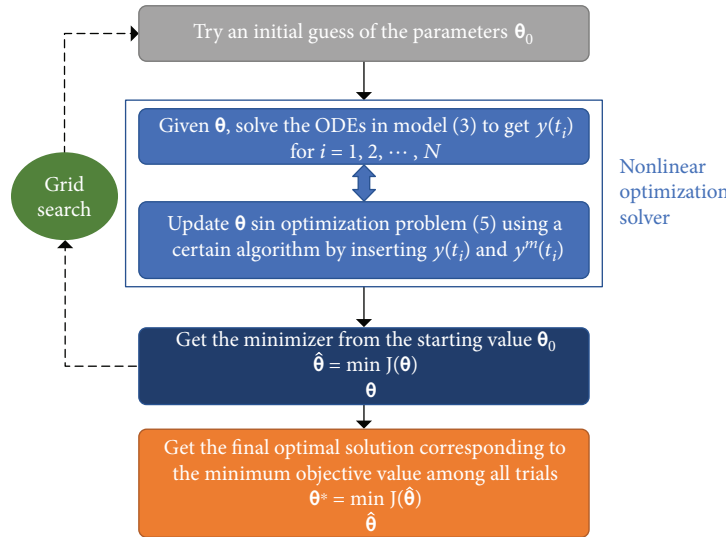 Try an initial guess of the parameters θ₀
Given θ, solve the ODEs in model (3) to get y(tᵢ)
for i = 1, 2, ⋯, N
Grid
search
Nonlinear
optimization
solver
Update θ sin optimization problem (5) using a
certain algorithm by inserting y(tᵢ) and yᵐ(tᵢ)
Get the minimizer from the starting value θ₀
θ̂ = min J(θ)
θ
Get the final optimal solution corresponding to
the minimum objective value among all trials
θ* = min J(θ̂)
θ̂